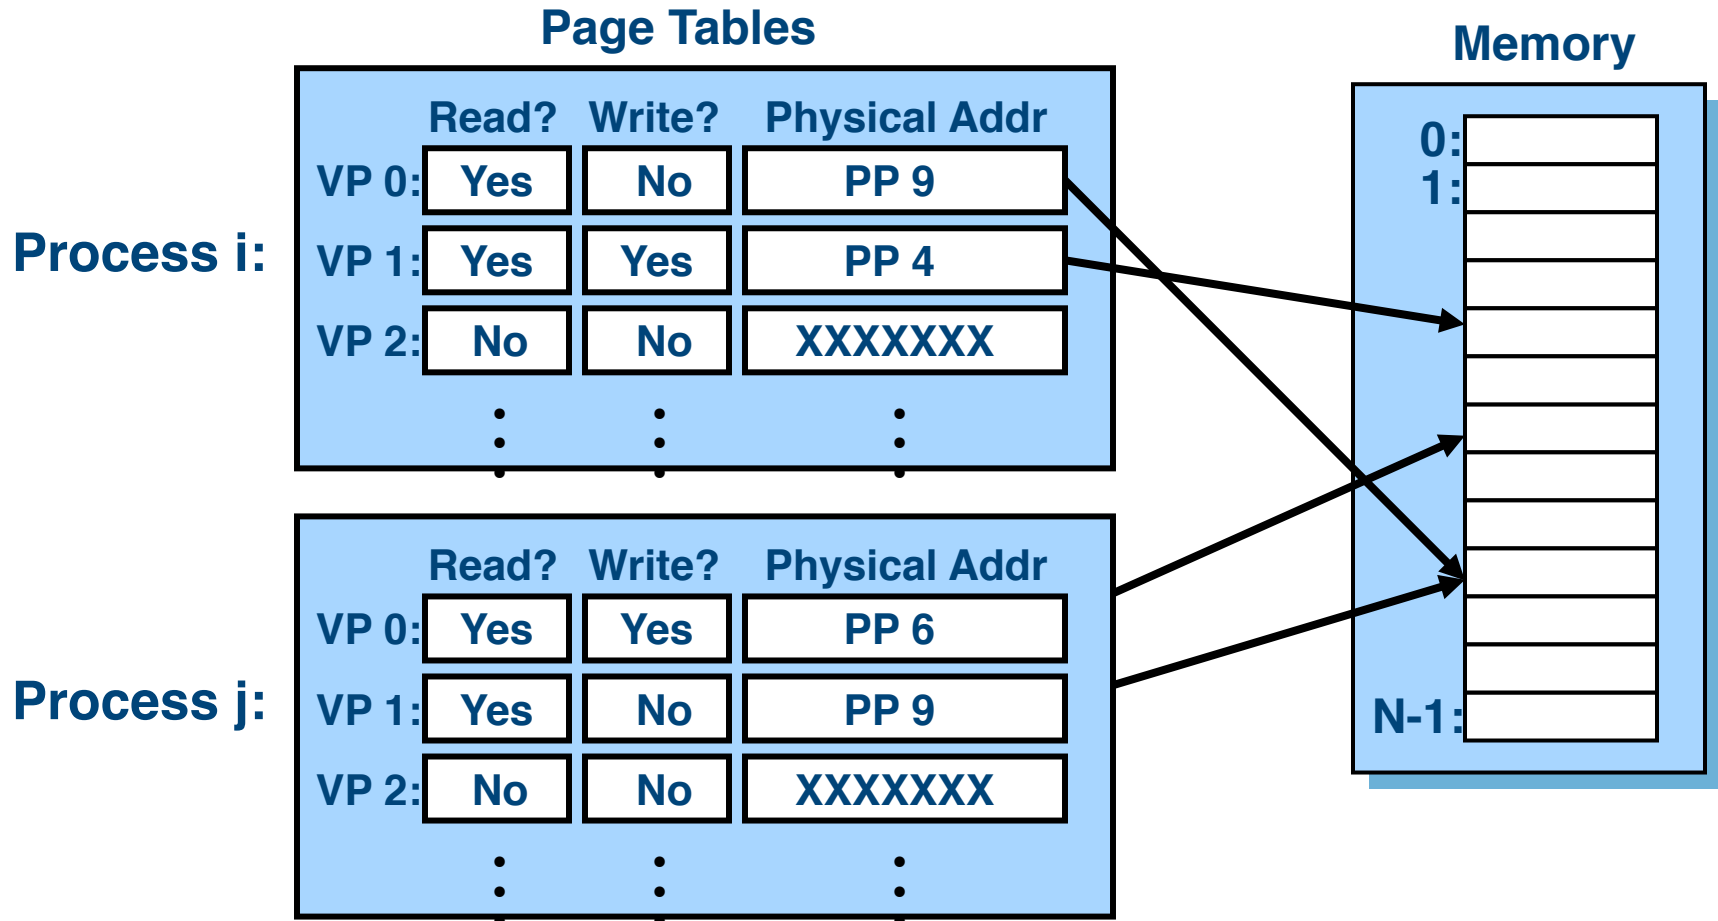 Page Tables
Memory
Read? Write? Physical Addr
VP 0: Yes No PP 9
Process i: VP 1: Yes Yes PP 4
VP 2: No No XXXXXXX
Read? Write? Physical Addr
VP 0: Yes Yes PP 6
Process j: VP 1: Yes No PP 9
VP 2: No No XXXXXXX
0:
1:
N-1: